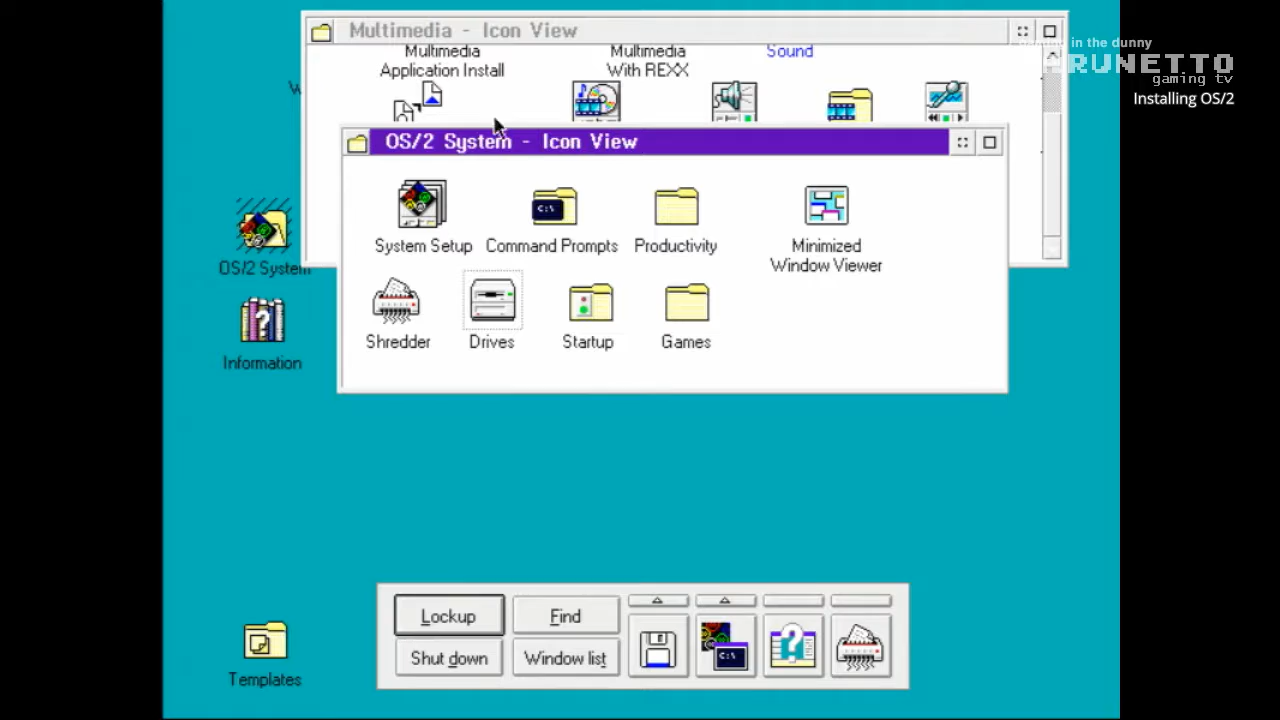 Multimedia - Icon View
Multimedia
Application Install
Multimedia
With REXX
Sound
in the dunny
RUNETTO
gaming tv
Installing OS/2
OS/2 System - Icon View
C:\
System Setup
Command Prompts
Productivity
Minimized
Window Viewer
Shredder
Drives
Startup
Games
OS/2 System
Information
Templates
Lockup
Find
Shut down
Window list
C:\